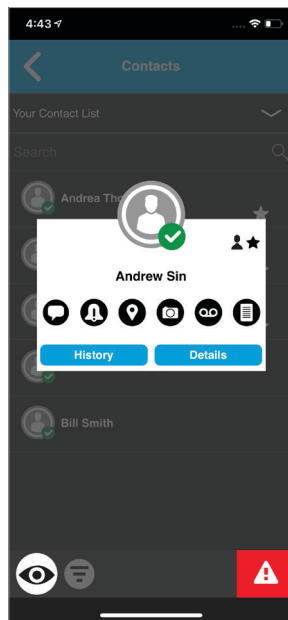 4:43
Contacts
Your Contact List
Search
Andrea Tho
Andrew Sin
History
Details
Bill Smith